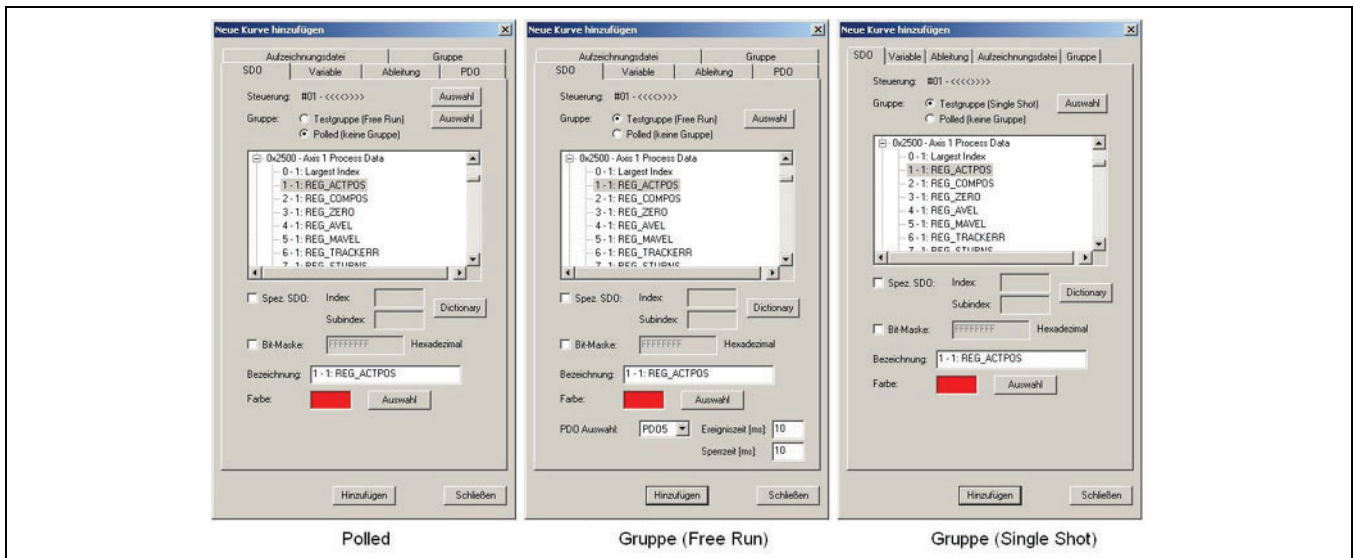 Neue Kurve hinzufügen
Aufzeichnungsdatei Gruppe
SDO Variable Ableitung PDO
Steuerung: #01 - <<<<>>>> Auswahl
Gruppe: Testgruppe (Free Run) Auswahl
Polled (keine Gruppe)
0x2500 - Axis 1 Process Data
0 - 1: Largest Index
1 - 1: REG_ACTPOS
2 - 1: REG_COMPOS
3 - 1: REG_ZERO
4 - 1: REG_AVEL
5 - 1: REG_MAVEL
6 - 1: REG_TRACKERR
7 - 1: REG_STURNS
Spez. SDO: Index:
Subindex:
Dictionary
Bit-Maske: FFFFFFFF Hexadezimal
Bezeichnung: 1 - 1: REG_ACTPOS
Farbe: Auswahl
Hinzufügen Schließen
Polled
Neue Kurve hinzufügen
Aufzeichnungsdatei Gruppe
SDO Variable Ableitung PDO
Steuerung: #01 - <<<<>>>>
Gruppe: Testgruppe (Free Run) Auswahl
Polled (keine Gruppe)
0x2500 - Axis 1 Process Data
0 - 1: Largest Index
1 - 1: REG_ACTPOS
2 - 1: REG_COMPOS
3 - 1: REG_ZERO
4 - 1: REG_AVEL
5 - 1: REG_MAVEL
6 - 1: REG_TRACKERR
7 - 1: REG_STURNS
Spez. SDO: Index:
Subindex:
Dictionary
Bit-Maske: FFFFFFFF Hexadezimal
Bezeichnung: 1 - 1: REG_ACTPOS
Farbe: Auswahl
PDO Auswahl: PDO5 Ereigniszeit [ms]: 10
Sperrzeit [ms]: 10
Hinzufügen Schließen
Gruppe (Free Run)
Neue Kurve hinzufügen
SDO Variable Ableitung Aufzeichnungsdatei Gruppe
Steuerung: #01 - <<<<>>>>
Gruppe: Testgruppe (Single Shot) Auswahl
Polled (keine Gruppe)
0x2500 - Axis 1 Process Data
0 - 1: Largest Index
1 - 1: REG_ACTPOS
2 - 1: REG_COMPOS
3 - 1: REG_ZERO
4 - 1: REG_AVEL
5 - 1: REG_MAVEL
6 - 1: REG_TRACKERR
7 - 1: REG_STURNS
Spez. SDO: Index:
Subindex:
Dictionary
Bit-Maske: FFFFFFFF Hexadezimal
Bezeichnung: 1 - 1: REG_ACTPOS
Farbe: Auswahl
Hinzufügen Schließen
Gruppe (Single Shot)